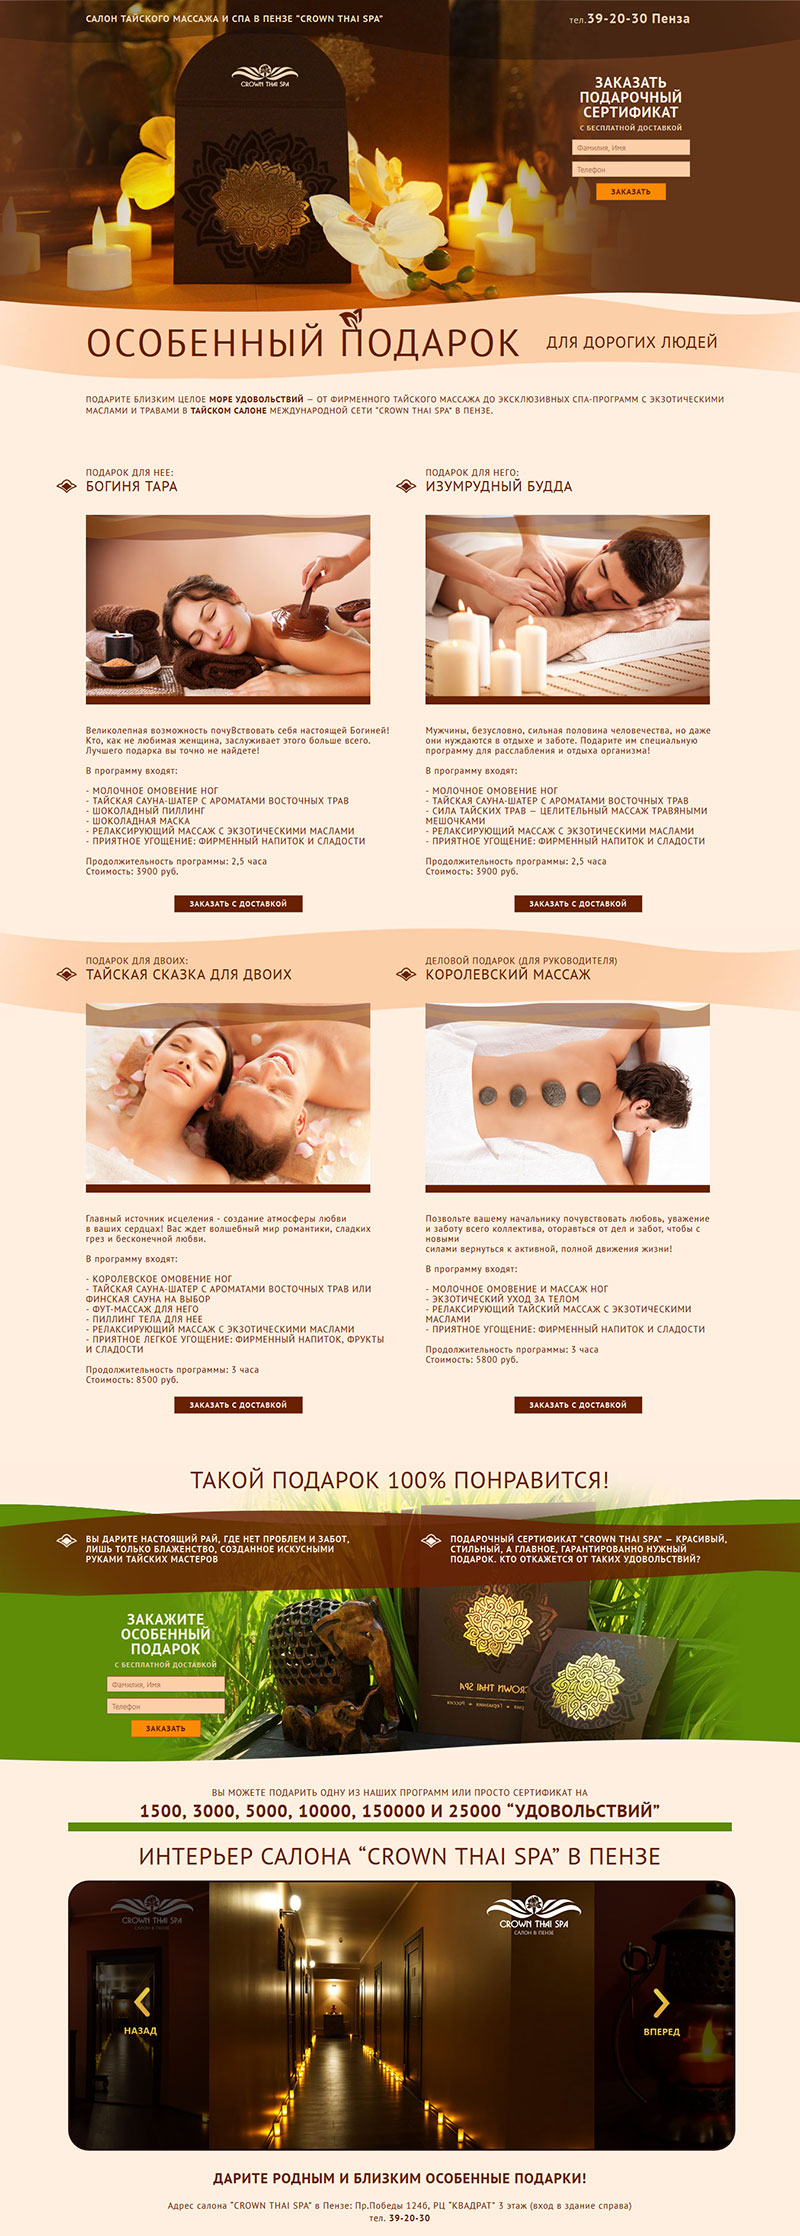 САЛОН ТАЙСКОГО МАССАЖА И СПА В ПЕНЗЕ "CROWN THAI SPA"
тел.39-20-30 Пенза
CROWN THAI SPA
ЗАКАЗАТЬ
ПОДАРОЧНЫЙ
СЕРТИФИКАТ
С БЕСПЛАТНОЙ ДОСТАВКОЙ
Фамилия, Имя
Телефон
ЗАКАЗАТЬ
ОСОБЕННЫЙ ПОДАРОК ДЛЯ ДОРОГИХ ЛЮДЕЙ
ПОДАРИТЕ БЛИЗКИМ ЦЕЛОЕ МОРЕ УДОВОЛЬСТВИЙ — ОТ ФИРМЕННОГО ТАЙСКОГО МАССАЖА ДО ЭКСКЛЮЗИВНЫХ СПА-ПРОГРАММ С ЭКЗОТИЧЕСКИМИ
МАСЛАМИ И ТРАВАМИ В ТАЙСКОМ САЛОНЕ МЕЖДУНАРОДНОЙ СЕТИ "CROWN THAI SPA" В ПЕНЗЕ.
ПОДАРОК ДЛЯ НЕЕ:
БОГИНЯ ТАРА
Великолепная возможность почуВствовать себя настоящей Богиней!
Кто, как не любимая женщина, заслуживает этого больше всего.
Лучшего подарка вы точно не найдете!
В программу входят:
- МОЛОЧНОЕ ОМОВЕНИЕ НОГ
- ТАЙСКАЯ САУНА-ШАТЕР С АРОМАТАМИ ВОСТОЧНЫХ ТРАВ
- ШОКОЛАДНЫЙ ПИЛЛИНГ
- ШОКОЛАДНАЯ МАСКА
- РЕЛАКСИРУЮЩИЙ МАССАЖ С ЭКЗОТИЧЕСКИМИ МАСЛАМИ
- ПРИЯТНОЕ УГОЩЕНИЕ: ФИРМЕННЫЙ НАПИТОК И СЛАДОСТИ
Продолжительность программы: 2,5 часа
Стоимость: 3900 руб.
ЗАКАЗАТЬ С ДОСТАВКОЙ
ПОДАРОК ДЛЯ НЕГО:
ИЗУМРУДНЫЙ БУДДА
Мужчины, безусловно, сильная половина человечества, но даже
они нуждаются в отдыхе и заботе. Подарите им специальную
программу для расслабления и отдыха организма!
В программу входят:
- МОЛОЧНОЕ ОМОВЕНИЕ НОГ
- ТАЙСКАЯ САУНА-ШАТЕР С АРОМАТАМИ ВОСТОЧНЫХ ТРАВ
- СИЛА ТАЙСКИХ ТРАВ — ЦЕЛИТЕЛЬНЫЙ МАССАЖ ТРАВЯНЫМИ
МЕШОЧКАМИ
- РЕЛАКСИРУЮЩИЙ МАССАЖ С ЭКЗОТИЧЕСКИМИ МАСЛАМИ
- ПРИЯТНОЕ УГОЩЕНИЕ: ФИРМЕННЫЙ НАПИТОК И СЛАДОСТИ
Продолжительность программы: 2,5 часа
Стоимость: 3900 руб.
ЗАКАЗАТЬ С ДОСТАВКОЙ
ПОДАРОК ДЛЯ ДВОИХ:
ТАЙСКАЯ СКАЗКА ДЛЯ ДВОИХ
Главный источник исцеления - создание атмосферы любви
в ваших сердцах! Вас ждет волшебный мир романтики, сладких
грез и бесконечной любви.
В программу входят:
- КОРОЛЕВСКОЕ ОМОВЕНИЕ НОГ
- ТАЙСКАЯ САУНА-ШАТЕР С АРОМАТАМИ ВОСТОЧНЫХ ТРАВ ИЛИ
ФИНСКАЯ САУНА НА ВЫБОР
- ФУТ-МАССАЖ ДЛЯ НЕГО
- ПИЛЛИНГ ТЕЛА ДЛЯ НЕЕ
- РЕЛАКСИРУЮЩИЙ МАССАЖ С ЭКЗОТИЧЕСКИМИ МАСЛАМИ
- ПРИЯТНОЕ ЛЕГКОЕ УГОЩЕНИЕ: ФИРМЕННЫЙ НАПИТОК, ФРУКТЫ
И СЛАДОСТИ
Продолжительность программы: 3 часа
Стоимость: 8500 руб.
ЗАКАЗАТЬ С ДОСТАВКОЙ
ДЕЛОВОЙ ПОДАРОК (ДЛЯ РУКОВОДИТЕЛЯ)
КОРОЛЕВСКИЙ МАССАЖ
Позвольте вашему начальнику почувствовать любовь, уважение
и заботу всего коллектива, оторваться от дел и забот, чтобы с
новыми
силами вернуться к активной, полной движения жизни!
В программу входят:
- МОЛОЧНОЕ ОМОВЕНИЕ И МАССАЖ НОГ
- ЭКЗОТИЧЕСКИЙ УХОД ЗА ТЕЛОМ
- РЕЛАКСИРУЮЩИЙ ТАЙСКИЙ МАССАЖ С ЭКЗОТИЧЕСКИМИ
МАСЛАМИ
- ПРИЯТНОЕ УГОЩЕНИЕ: ФИРМЕННЫЙ НАПИТОК И СЛАДОСТИ
Продолжительность программы: 3 часа
Стоимость: 5800 руб.
ЗАКАЗАТЬ С ДОСТАВКОЙ
ТАКОЙ ПОДАРОК 100% ПОНРАВИТСЯ!
ВЫ ДАРИТЕ НАСТОЯЩИЙ РАЙ, ГДЕ НЕТ ПРОБЛЕМ И ЗАБОТ,
ЛИШЬ ТОЛЬКО БЛАЖЕНСТВО, СОЗДАННОЕ ИСКУСНЫМИ
РУКАМИ ТАЙСКИХ МАСТЕРОВ
ПОДАРОЧНЫЙ СЕРТИФИКАТ "CROWN THAI SPA" — КРАСИВЫЙ,
СТИЛЬНЫЙ, А ГЛАВНОЕ, ГАРАНТИРОВАННО НУЖНЫЙ
ПОДАРОК. КТО ОТКАЖЕТСЯ ОТ ТАКИХ УДОВОЛЬСТВИЙ?
ЗАКАЖИТЕ
ОСОБЕННЫЙ
ПОДАРОК
С БЕСПЛАТНОЙ ДОСТАВКОЙ
Фамилия, Имя
Телефон
ЗАКАЗАТЬ
CROWN THAI SPA
Германия Россия
ВЫ МОЖЕТЕ ПОДАРИТЬ ОДНУ ИЗ НАШИХ ПРОГРАММ ИЛИ ПРОСТО СЕРТИФИКАТ НА
1500, 3000, 5000, 10000, 150000 И 25000 "УДОВОЛЬСТВИЙ"
ИНТЕРЬЕР САЛОНА "CROWN THAI SPA" В ПЕНЗЕ
CROWN THAI SPA
САЛОН В ПЕНЗЕ
CROWN THAI SPA
САЛОН В ПЕНЗЕ
НАЗАД
ВПЕРЕД
ДАРИТЕ РОДНЫМ И БЛИЗКИМ ОСОБЕННЫЕ ПОДАРКИ!
Адрес салона "CROWN THAI SPA" в Пензе: Пр.Победы 124б, РЦ "КВАДРАТ" 3 этаж (вход в здание справа)
тел. 39-20-30